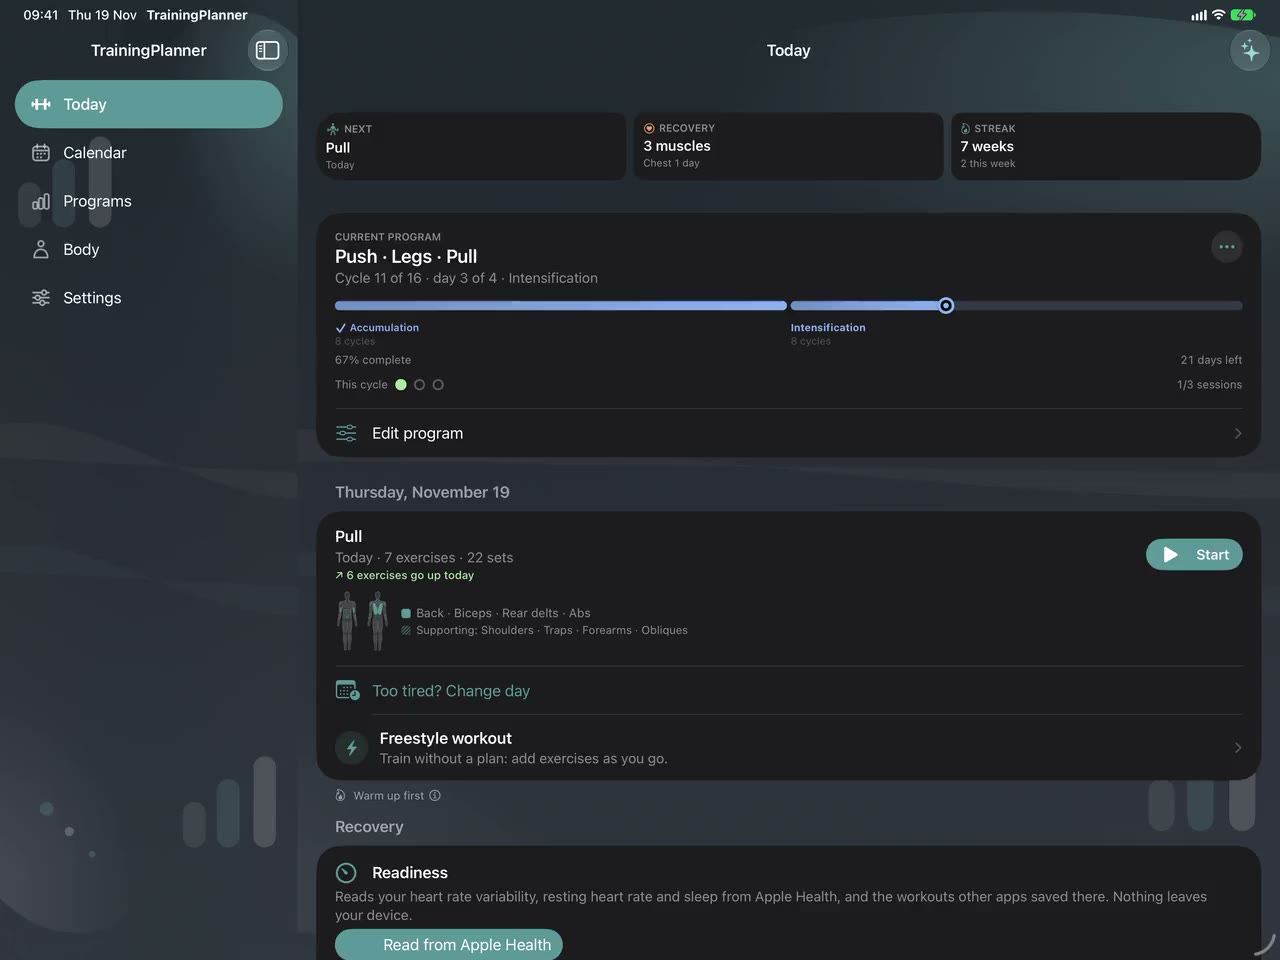 09:41 Thu 19 Nov TrainingPlanner
TrainingPlanner
Today
Calendar
Programs
Body
Settings
Today
NEXT
Pull
Today
RECOVERY
3 muscles
Chest 1 day
STREAK
7 weeks
2 this week
CURRENT PROGRAM
Push · Legs · Pull
Cycle 11 of 16 · day 3 of 4 · Intensification
Accumulation
8 cycles
Intensification
8 cycles
67% complete
21 days left
This cycle
1/3 sessions
Edit program
Thursday, November 19
Pull
Today · 7 exercises · 22 sets
↗ 6 exercises go up today
Back · Biceps · Rear delts · Abs
Supporting: Shoulders · Traps · Forearms · Obliques
Start
Too tired? Change day
Freestyle workout
Train without a plan: add exercises as you go.
Warm up first
Recovery
Readiness
Reads your heart rate variability, resting heart rate and sleep from Apple Health, and the workouts other apps saved there. Nothing leaves
your device.
Read from Apple Health